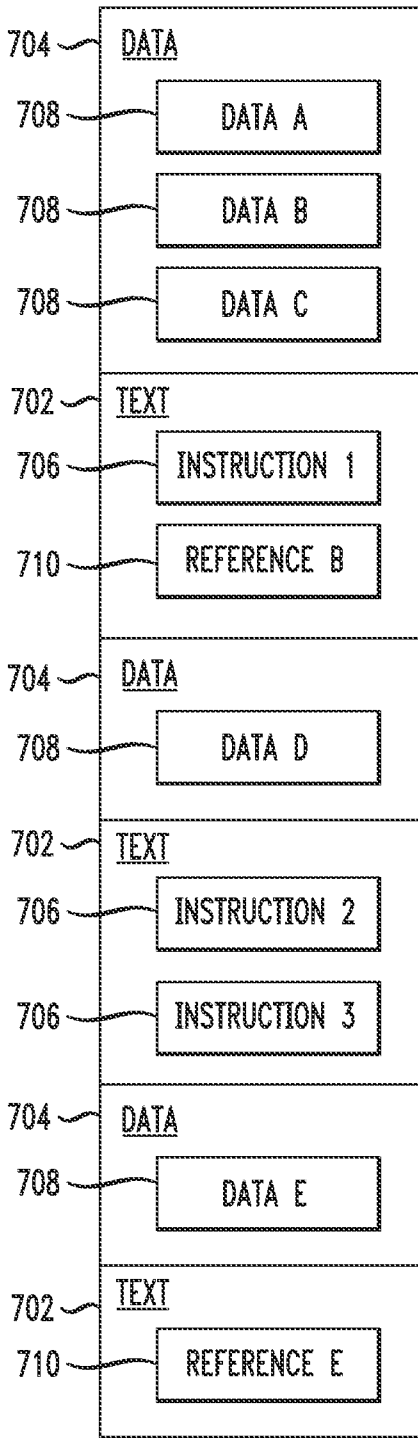 704 DATA
708 DATA A
708 DATA B
708 DATA C
702 TEXT
706 INSTRUCTION 1
710 REFERENCE B
704 DATA
708 DATA D
702 TEXT
706 INSTRUCTION 2
706 INSTRUCTION 3
704 DATA
708 DATA E
702 TEXT
710 REFERENCE E